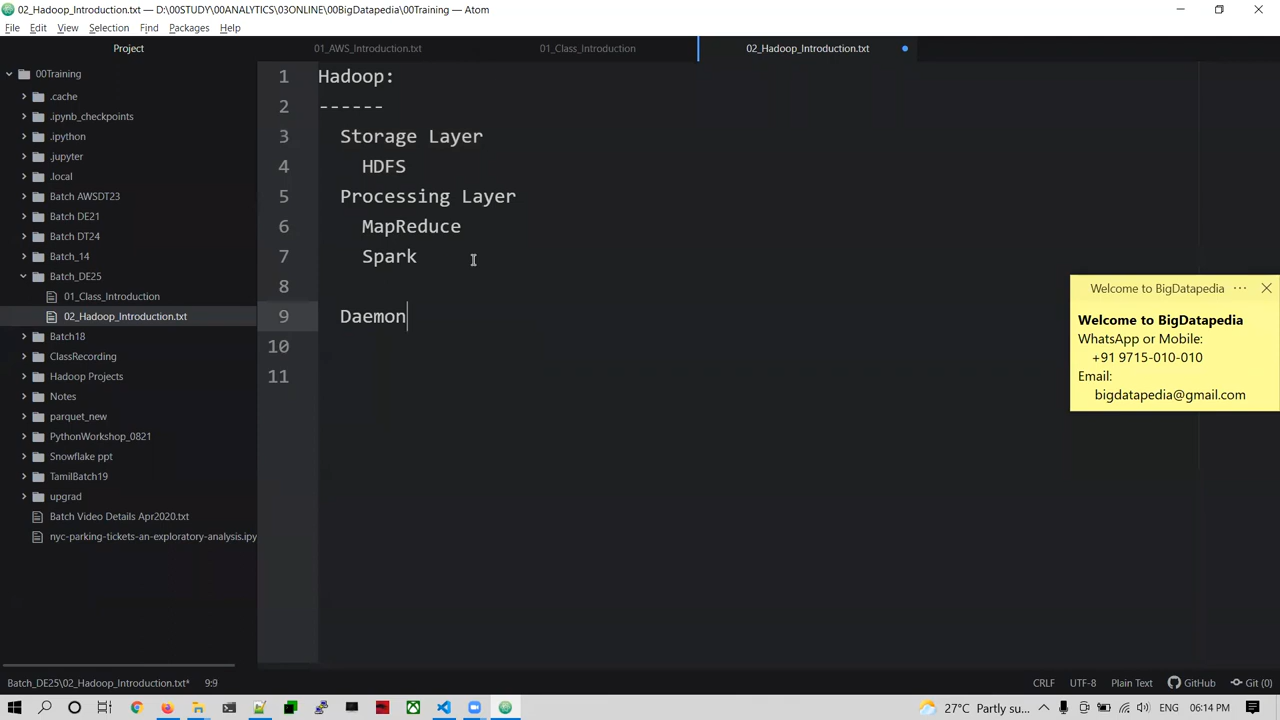 02_Hadoop_Introduction.txt — D:\00STUDY\00ANALYTICS\03ONLINE\00BigDatapedia\00Training — Atom
File Edit View Selection Find Packages Help
Project
01_AWS_Introduction.txt
01_Class_Introduction
02_Hadoop_Introduction.txt
00Training
.cache
.ipynb_checkpoints
.ipython
.jupyter
.local
Batch AWSDT23
Batch DE21
Batch DT24
Batch_14
Batch_DE25
01_Class_Introduction
02_Hadoop_Introduction.txt
Batch18
ClassRecording
Hadoop Projects
Notes
parquet_new
PythonWorkshop_0821
Snowflake ppt
TamilBatch19
upgrad
Batch Video Details Apr2020.txt
nyc-parking-tickets-an-exploratory-analysis.ipy
1 Hadoop:
2 ------
3 Storage Layer
4 HDFS
5 Processing Layer
6 MapReduce
7 Spark
8
9 Daemon
10
11
Welcome to BigDatapedia
Welcome to BigDatapedia
WhatsApp or Mobile:
+91 9715-010-010
Email:
bigdatapedia@gmail.com
Batch_DE25\02_Hadoop_Introduction.txt* 9:9
CRLF UTF-8 Plain Text GitHub Git (0)
27°C Partly su... ENG 06:14 PM